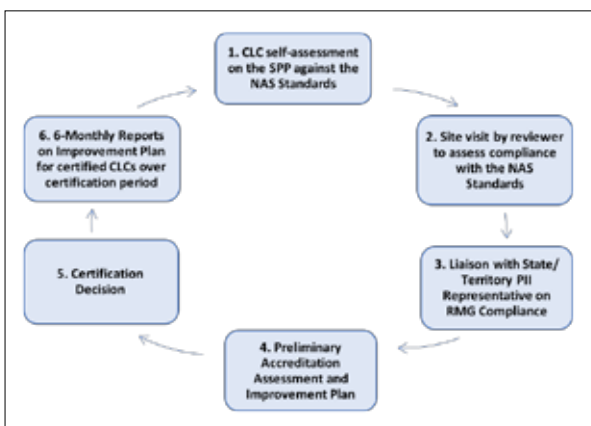 1. CLC self-assessment
on the SPP against the
NAS Standards
2. Site visit by reviewer
to assess compliance
with the NAS
Standards
3. Liaison with State/
Territory PII
Representative on
RMG Compliance
4. Preliminary
Accreditation
Assessment and
Improvement Plan
5. Certification
Decision
6. 6-Monthly Reports
on Improvement Plan
for certified CLCs over
certification period